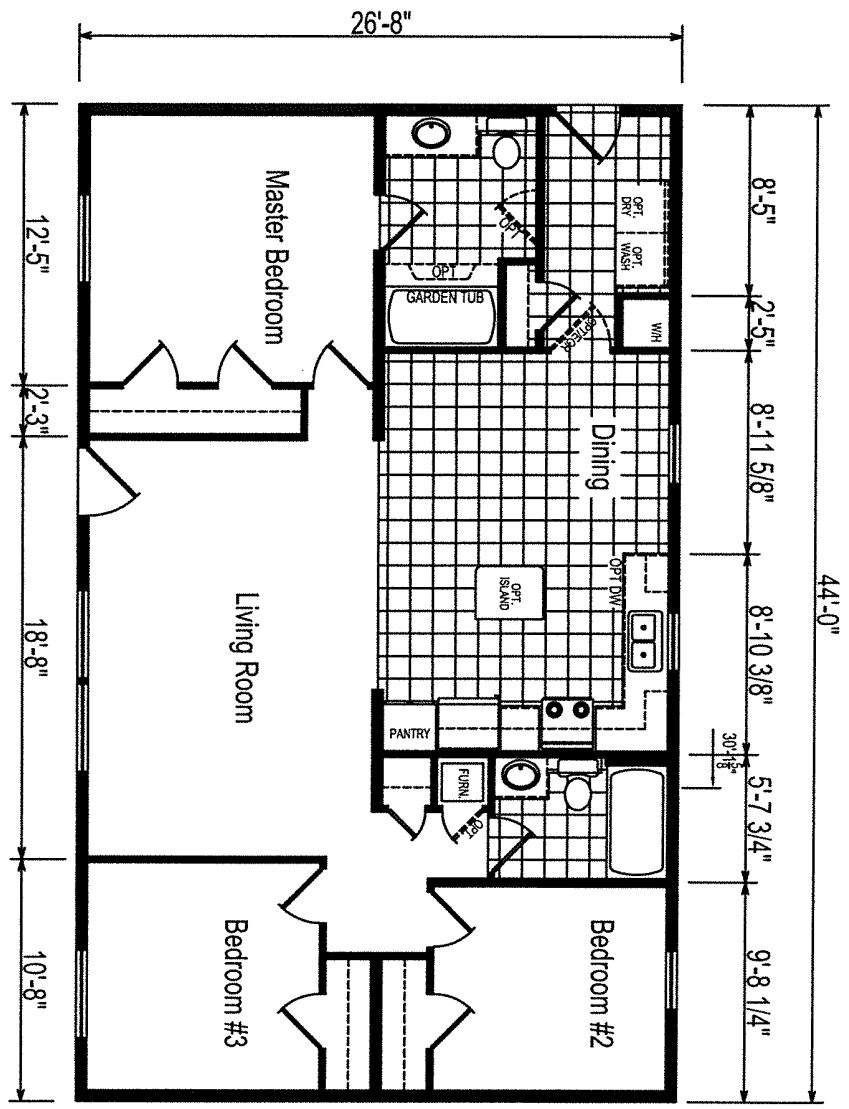 26'-8"
12'-5"
2'-3"
18'-8"
10'-8"
8'-5"
2'-5"
8'-11 5/8"
8'-10 3/8"
5'-7 3/4"
9'-8 1/4"
44'-0"
Master Bedroom
OPT
OPT
GARDEN TUB
OPT.
DRY
OPT.
WASH
W/H
OPT/EGR
Dining
OPT DW
OPT.
ISLAND
Living Room
PANTRY
FURN.
OPT
Bedroom #3
Bedroom #2